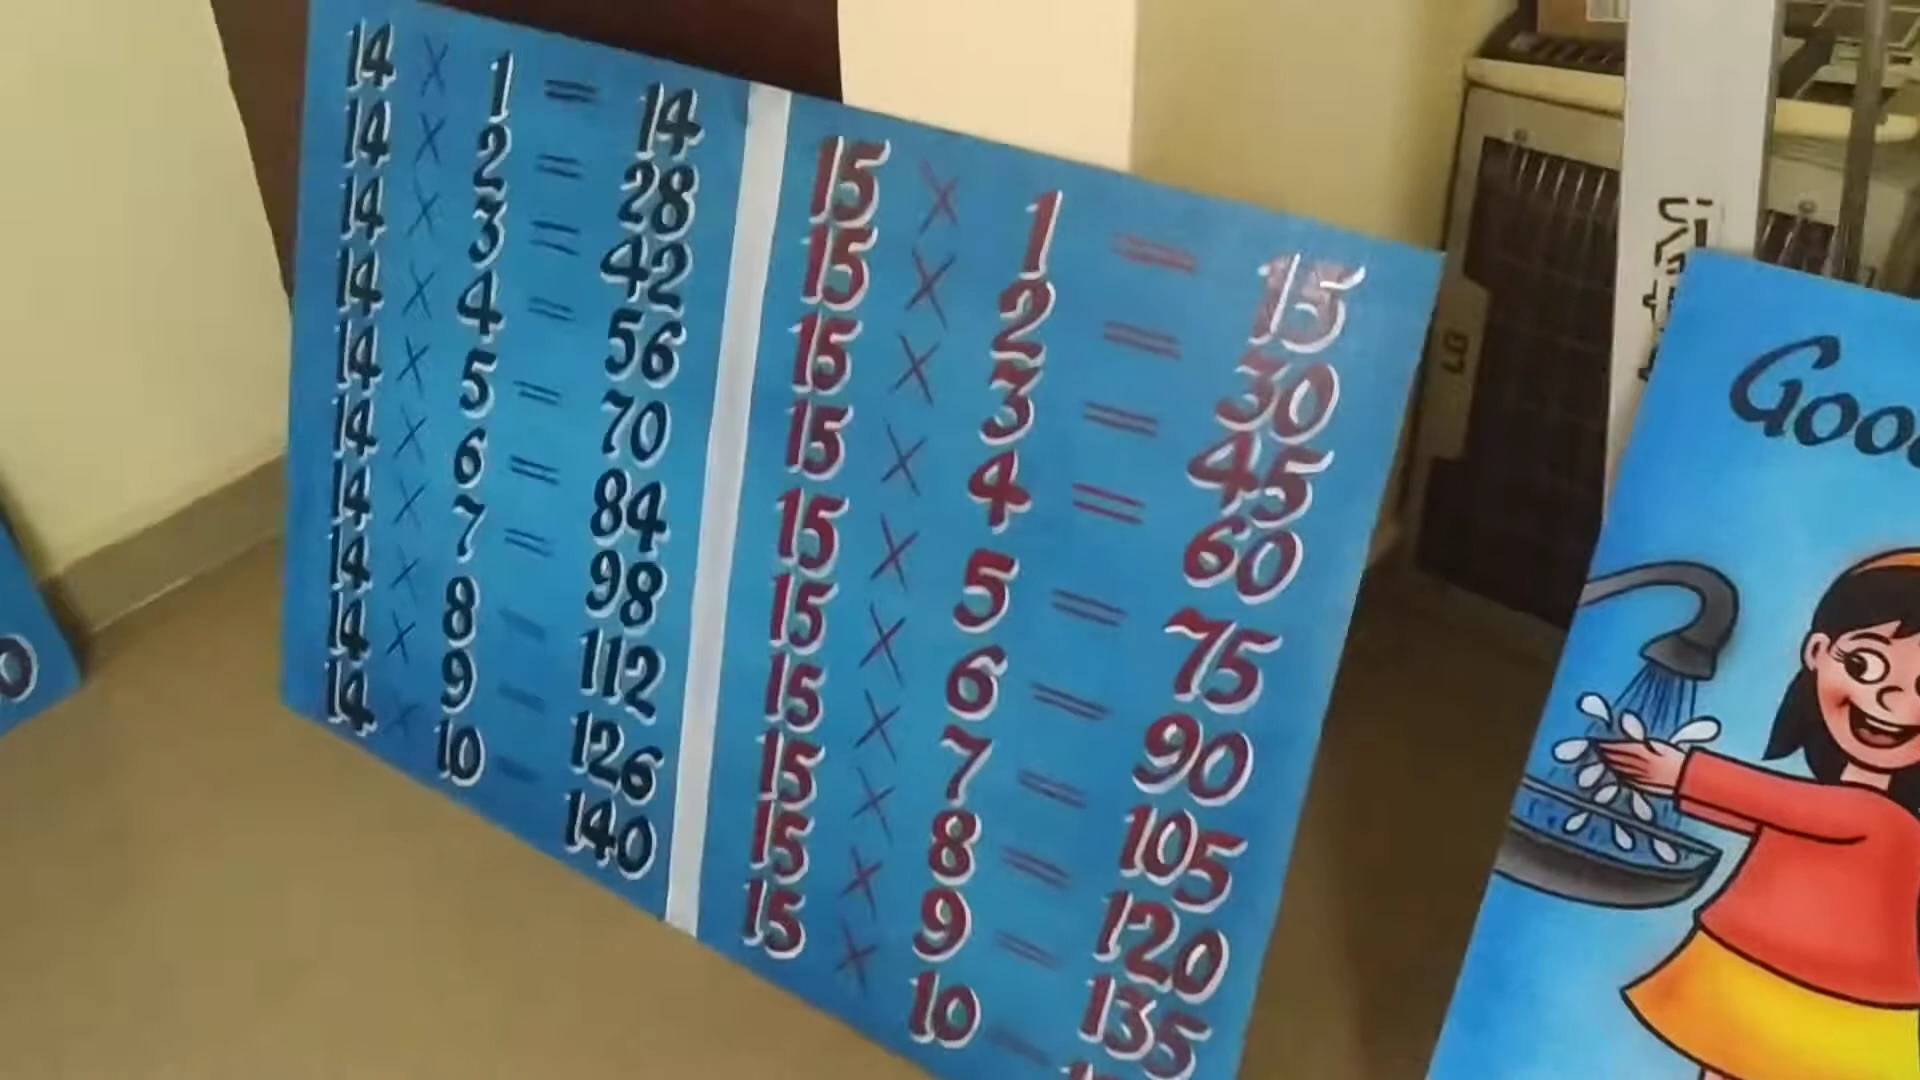 14 × 1 = 14
14 × 2 = 28
14 × 3 = 42
14 × 4 = 56
14 × 5 = 70
14 × 6 = 84
14 × 7 = 98
14 × 8 = 112
14 × 9 = 126
14 × 10 = 140
15 × 1 = 15
15 × 2 = 30
15 × 3 = 45
15 × 4 = 60
15 × 5 = 75
15 × 6 = 90
15 × 7 = 105
15 × 8 = 120
15 × 9 = 135
15 × 10 =
LG